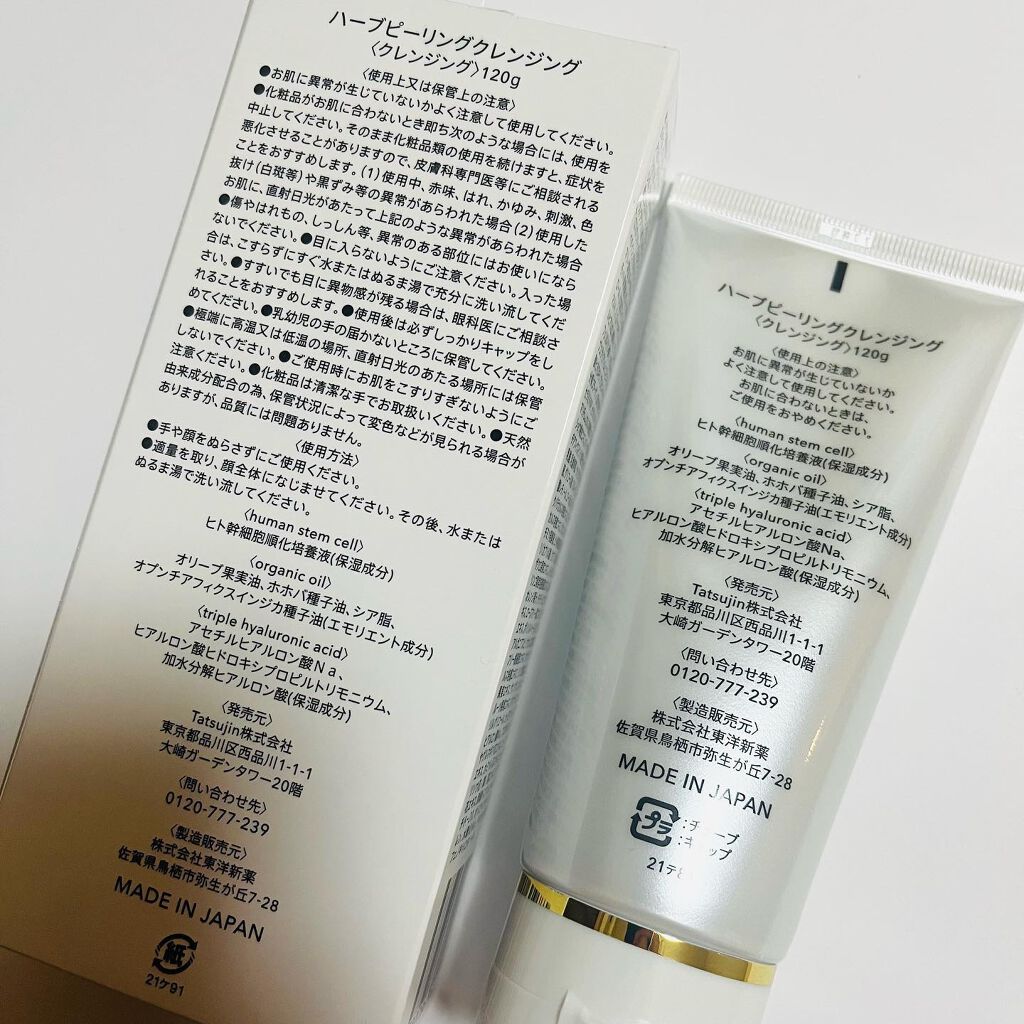 ハーブピーリングクレンジング
〈クレンジング〉120g
〈使用上又は保管上の注意〉
●お肌に異常が生じていないかよく注意して使用してください。
●化粧品がお肌に合わないとき即ち次のような場合には、使用を
中止してください。そのまま化粧品類の使用を続けますと、症状を
悪化させることがありますので、皮膚科専門医等にご相談される
ことをおすすめします。(1)使用中、赤味、はれ、かゆみ、刺激、色
抜け(白斑等)や黒ずみ等の異常があらわれた場合(2)使用した
お肌に、直射日光があたって上記のような異常があらわれた場合
●傷やはれもの、しっしん等、異常のある部位にはお使いになら
ないでください。●目に入らないようにご注意ください。入った場
合は、こすらずにすぐ水またはぬるま湯で充分に洗い流してくだ
さい。●すすいでも目に異物感が残る場合は、眼科医にご相談さ
れることをおすすめします。●使用後は必ずしっかりキャップをし
めてください。●乳幼児の手の届かないところに保管してください。
●極端に高温又は低温の場所、直射日光のあたる場所には保管
しないでください。●ご使用時にお肌をこすりすぎないようにご
注意ください。●化粧品は清潔な手でお取扱いください。●天然
由来成分配合の為、保管状況によって変色などが見られる場合が
ありますが、品質には問題ありません。
〈使用方法〉
●手や顔をぬらさずにご使用ください。
●適量を取り、顔全体になじませてください。その後、水または
ぬるま湯で洗い流してください。
〈human stem cell〉
ヒト幹細胞順化培養液(保湿成分)
〈organic oil〉
オリーブ果実油、ホホバ種子油、シア脂、
オプンチアフィクスインジカ種子油(エモリエント成分)
〈triple hyaluronic acid〉
アセチルヒアルロン酸Na、
ヒアルロン酸ヒドロキシプロピルトリモニウム、
加水分解ヒアルロン酸(保湿成分)
〈発売元〉
Tatsujin株式会社
東京都品川区西品川1-1-1
大崎ガーデンタワー20階
〈問い合わせ先〉
0120-777-239
〈製造販売元〉
株式会社東洋新薬
佐賀県鳥栖市弥生が丘7-28
MADE IN JAPAN
紙
21ケ91
ハーブピーリングクレンジング
〈クレンジング〉120g
〈使用上の注意〉
お肌に異常が生じていないか
よく注意して使用してください。
お肌に合わないときは、
ご使用をおやめください。
〈human stem cell〉
ヒト幹細胞順化培養液(保湿成分)
〈organic oil〉
オリーブ果実油、ホホバ種子油、シア脂、
オプンチアフィクスインジカ種子油(エモリエント成分)
〈triple hyaluronic acid〉
アセチルヒアルロン酸Na、
ヒアルロン酸ヒドロキシプロピルトリモニウム、
加水分解ヒアルロン酸(保湿成分)
〈発売元〉
Tatsujin株式会社
東京都品川区西品川1-1-1
大崎ガーデンタワー20階
〈問い合わせ先〉
0120-777-239
〈製造販売元〉
株式会社東洋新薬
佐賀県鳥栖市弥生が丘7-28
MADE IN JAPAN
プラ
:チューブ
:キャップ